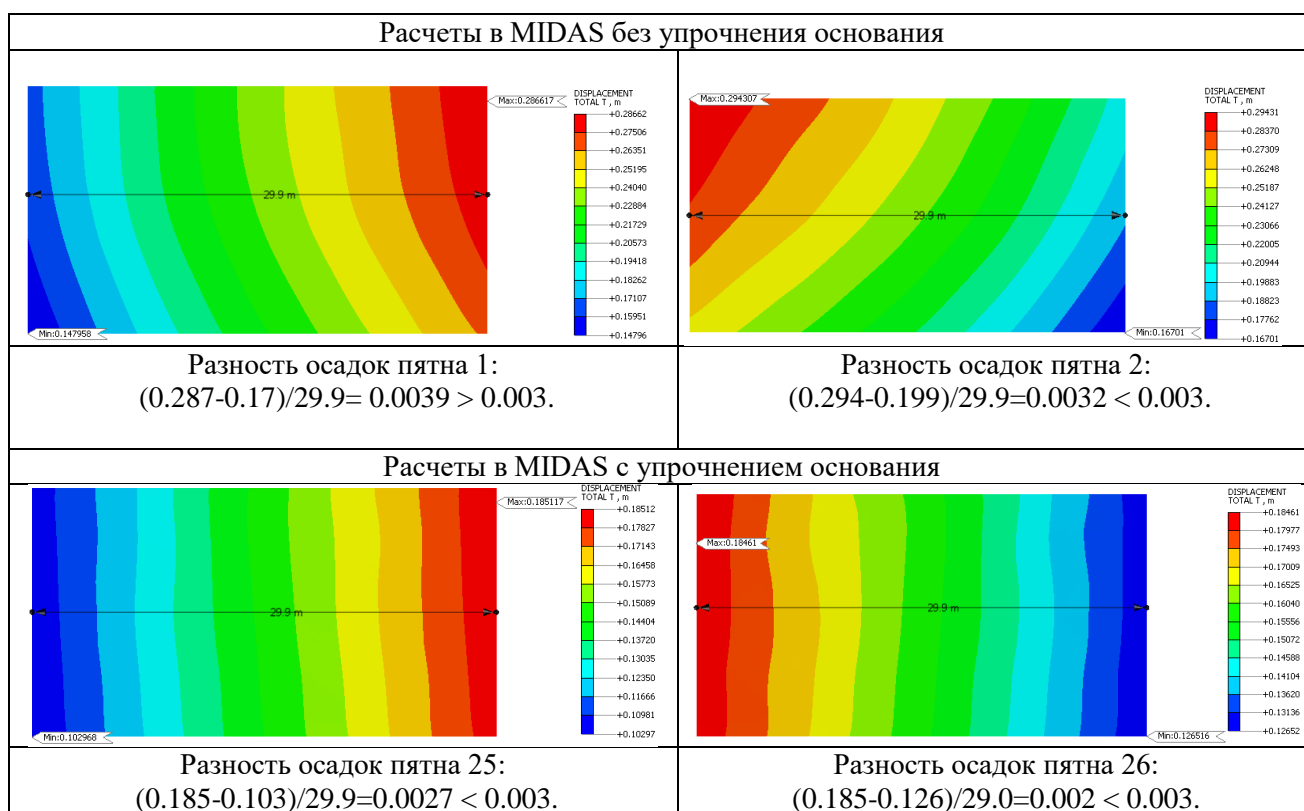 Расчеты в MIDAS без упрочнения основания
Max:0.286617
DISPLACEMENT
TOTAL T , m
+0.28662
+0.27506
+0.26351
+0.25195
+0.24040
+0.22884
+0.21729
+0.20573
+0.19418
+0.18262
+0.17107
+0.15951
+0.14796
29.9 m
Min:0.147958
Max:0.294307
DISPLACEMENT
TOTAL T , m
+0.29431
+0.28370
+0.27309
+0.26248
+0.25187
+0.24127
+0.23066
+0.22005
+0.20944
+0.19883
+0.18823
+0.17762
+0.16701
29.9 m
Min:0.16701
Разность осадок пятна 1:
(0.287-0.17)/29.9= 0.0039 > 0.003.
Разность осадок пятна 2:
(0.294-0.199)/29.9=0.0032 < 0.003.
Расчеты в MIDAS с упрочнением основания
Max:0.185117
DISPLACEMENT
TOTAL T , m
+0.18512
+0.17827
+0.17143
+0.16458
+0.15773
+0.15089
+0.14404
+0.13720
+0.13035
+0.12350
+0.11666
+0.10981
+0.10297
29.9 m
Min:0.102968
Max:0.18461
DISPLACEMENT
TOTAL T , m
+0.18461
+0.17977
+0.17493
+0.17009
+0.16525
+0.16040
+0.15556
+0.15072
+0.14588
+0.14104
+0.13620
+0.13136
+0.12652
29.9 m
Min:0.126516
Разность осадок пятна 25:
(0.185-0.103)/29.9=0.0027 < 0.003.
Разность осадок пятна 26:
(0.185-0.126)/29.0=0.002 < 0.003.